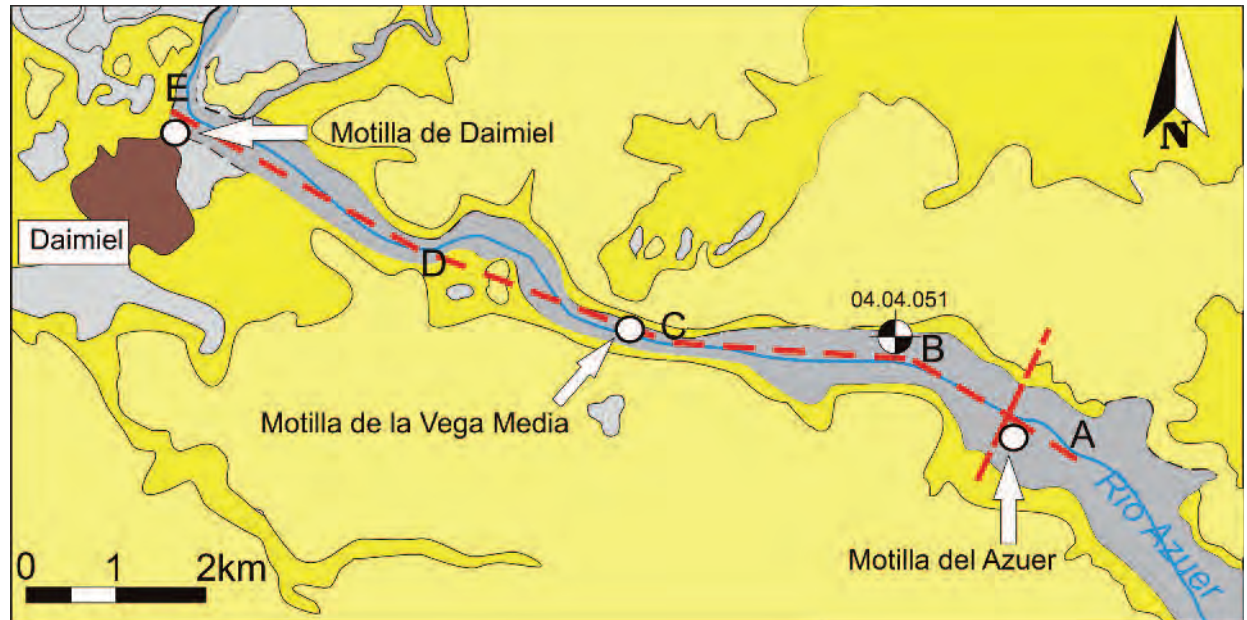 E
Motilla de Daimiel
N
Daimiel
D
04.04.051
C
B
Motilla de la Vega Media
A
Río Azuer
Motilla del Azuer
0 1 2km